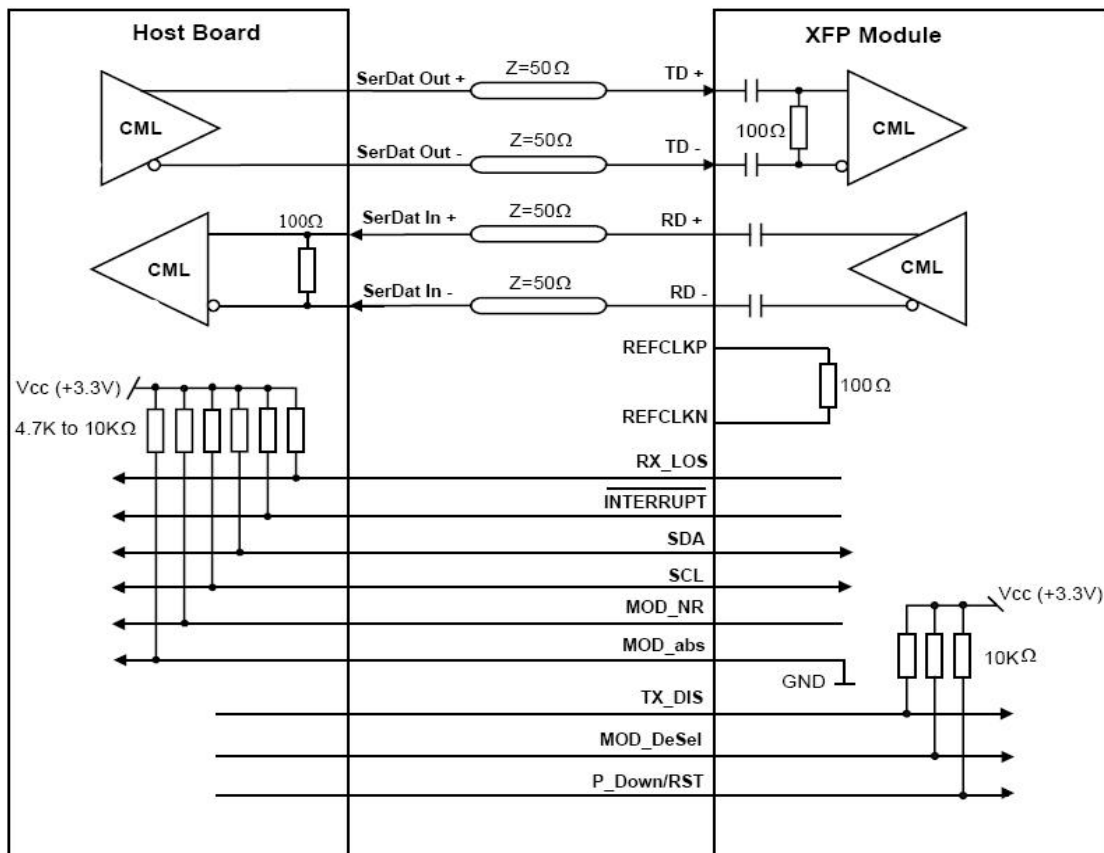 Host Board
XFP Module
SerDat Out +
Z=50Ω
TD +
CML
100Ω
CML
SerDat Out -
Z=50Ω
TD -
SerDat In +
Z=50Ω
RD +
100Ω
CML
CML
SerDat In -
Z=50Ω
RD -
REFCLKP
Vcc (+3.3V)
100Ω
4.7K to 10KΩ
REFCLKN
RX_LOS
INTERRUPT
SDA
SCL
Vcc (+3.3V)
MOD_NR
MOD_abs
10KΩ
GND
TX_DIS
MOD_DeSel
P_Down/RST